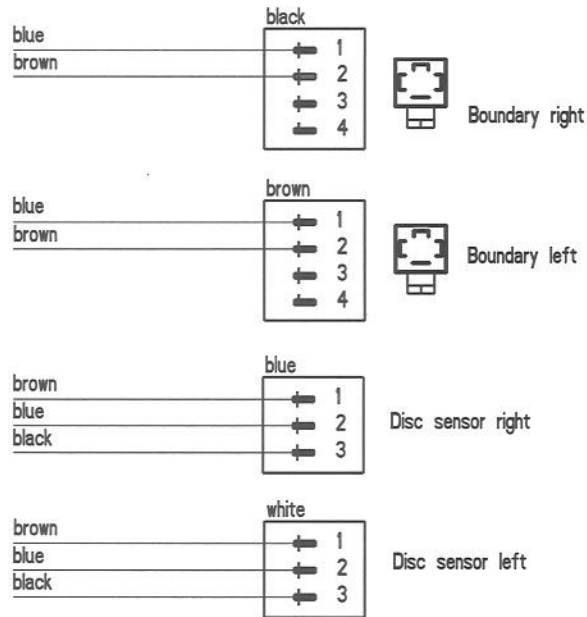 black
blue 1
brown 2
3
4
Boundary right
brown
blue 1
brown 2
3
4
Boundary left
blue
brown 1
blue 2
black 3
Disc sensor right
white
brown 1
blue 2
black 3
Disc sensor left